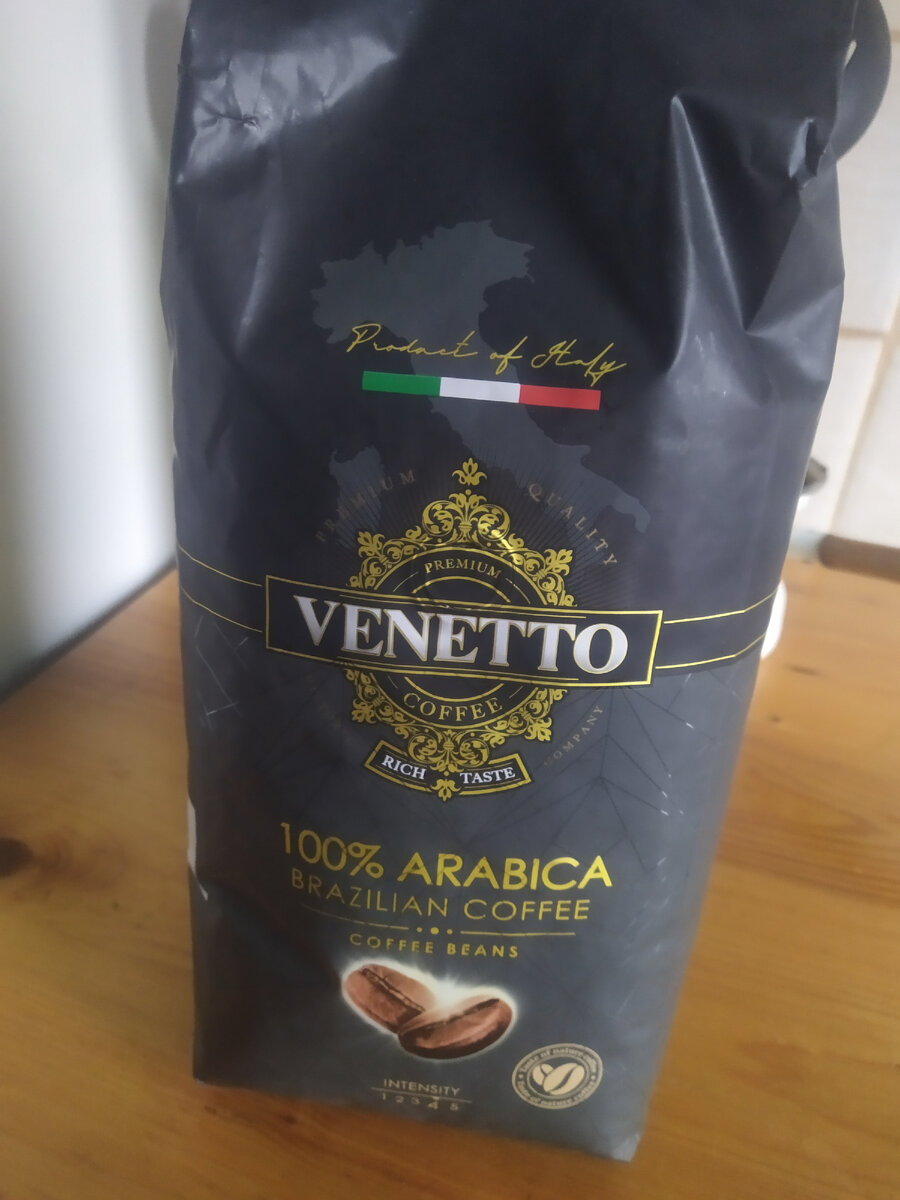 Product of Italy
PREMIUM QUALITY
PREMIUM
VENETTO
COFFEE
COMPANY
RICH TASTE
100% ARABICA
BRAZILIAN COFFEE
COFFEE BEANS
INTENSITY
1 2 3 4 5